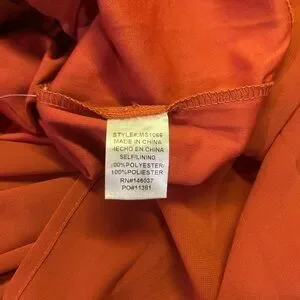 STYLE#:MS1066
MADE IN CHINA
HECHO EN CHINA
SELF/LINING
100%POLYESTER/
100%POLIESTER
RN#146037
PO#11391